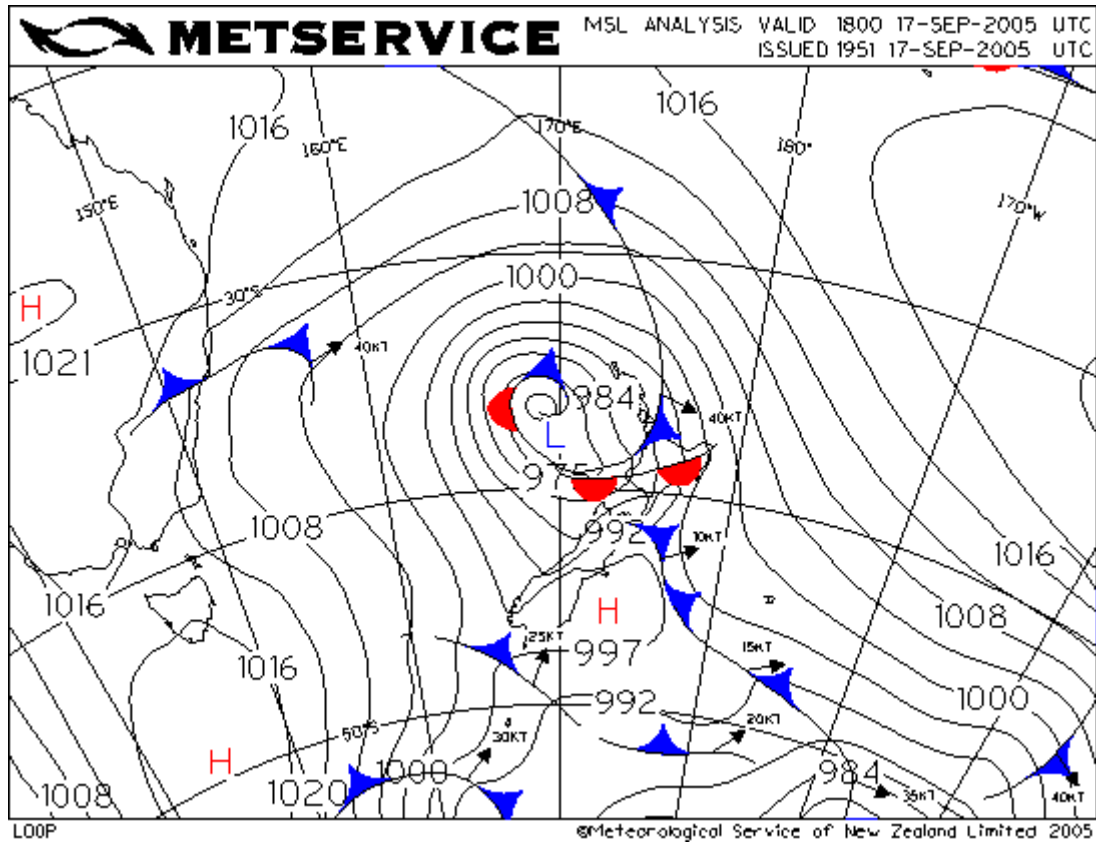 METSERVICE
MSL ANALYSIS VALID 1800 17-SEP-2005 UTC
ISSUED 1951 17-SEP-2005 UTC
1016
160°E
170°E
1016
180°
150°E
1008
170°W
1000
30°S
H
1021
40KT
984
40KT
L
975
1008
992
10KT
1016
1016
H
1008
25KT
997
15KT
1016
992
1000
50°S
30KT
20KT
H
1000
984
1008
1020
35KT
40KT
LOOP
©Meteorological Service of New Zealand Limited 2005